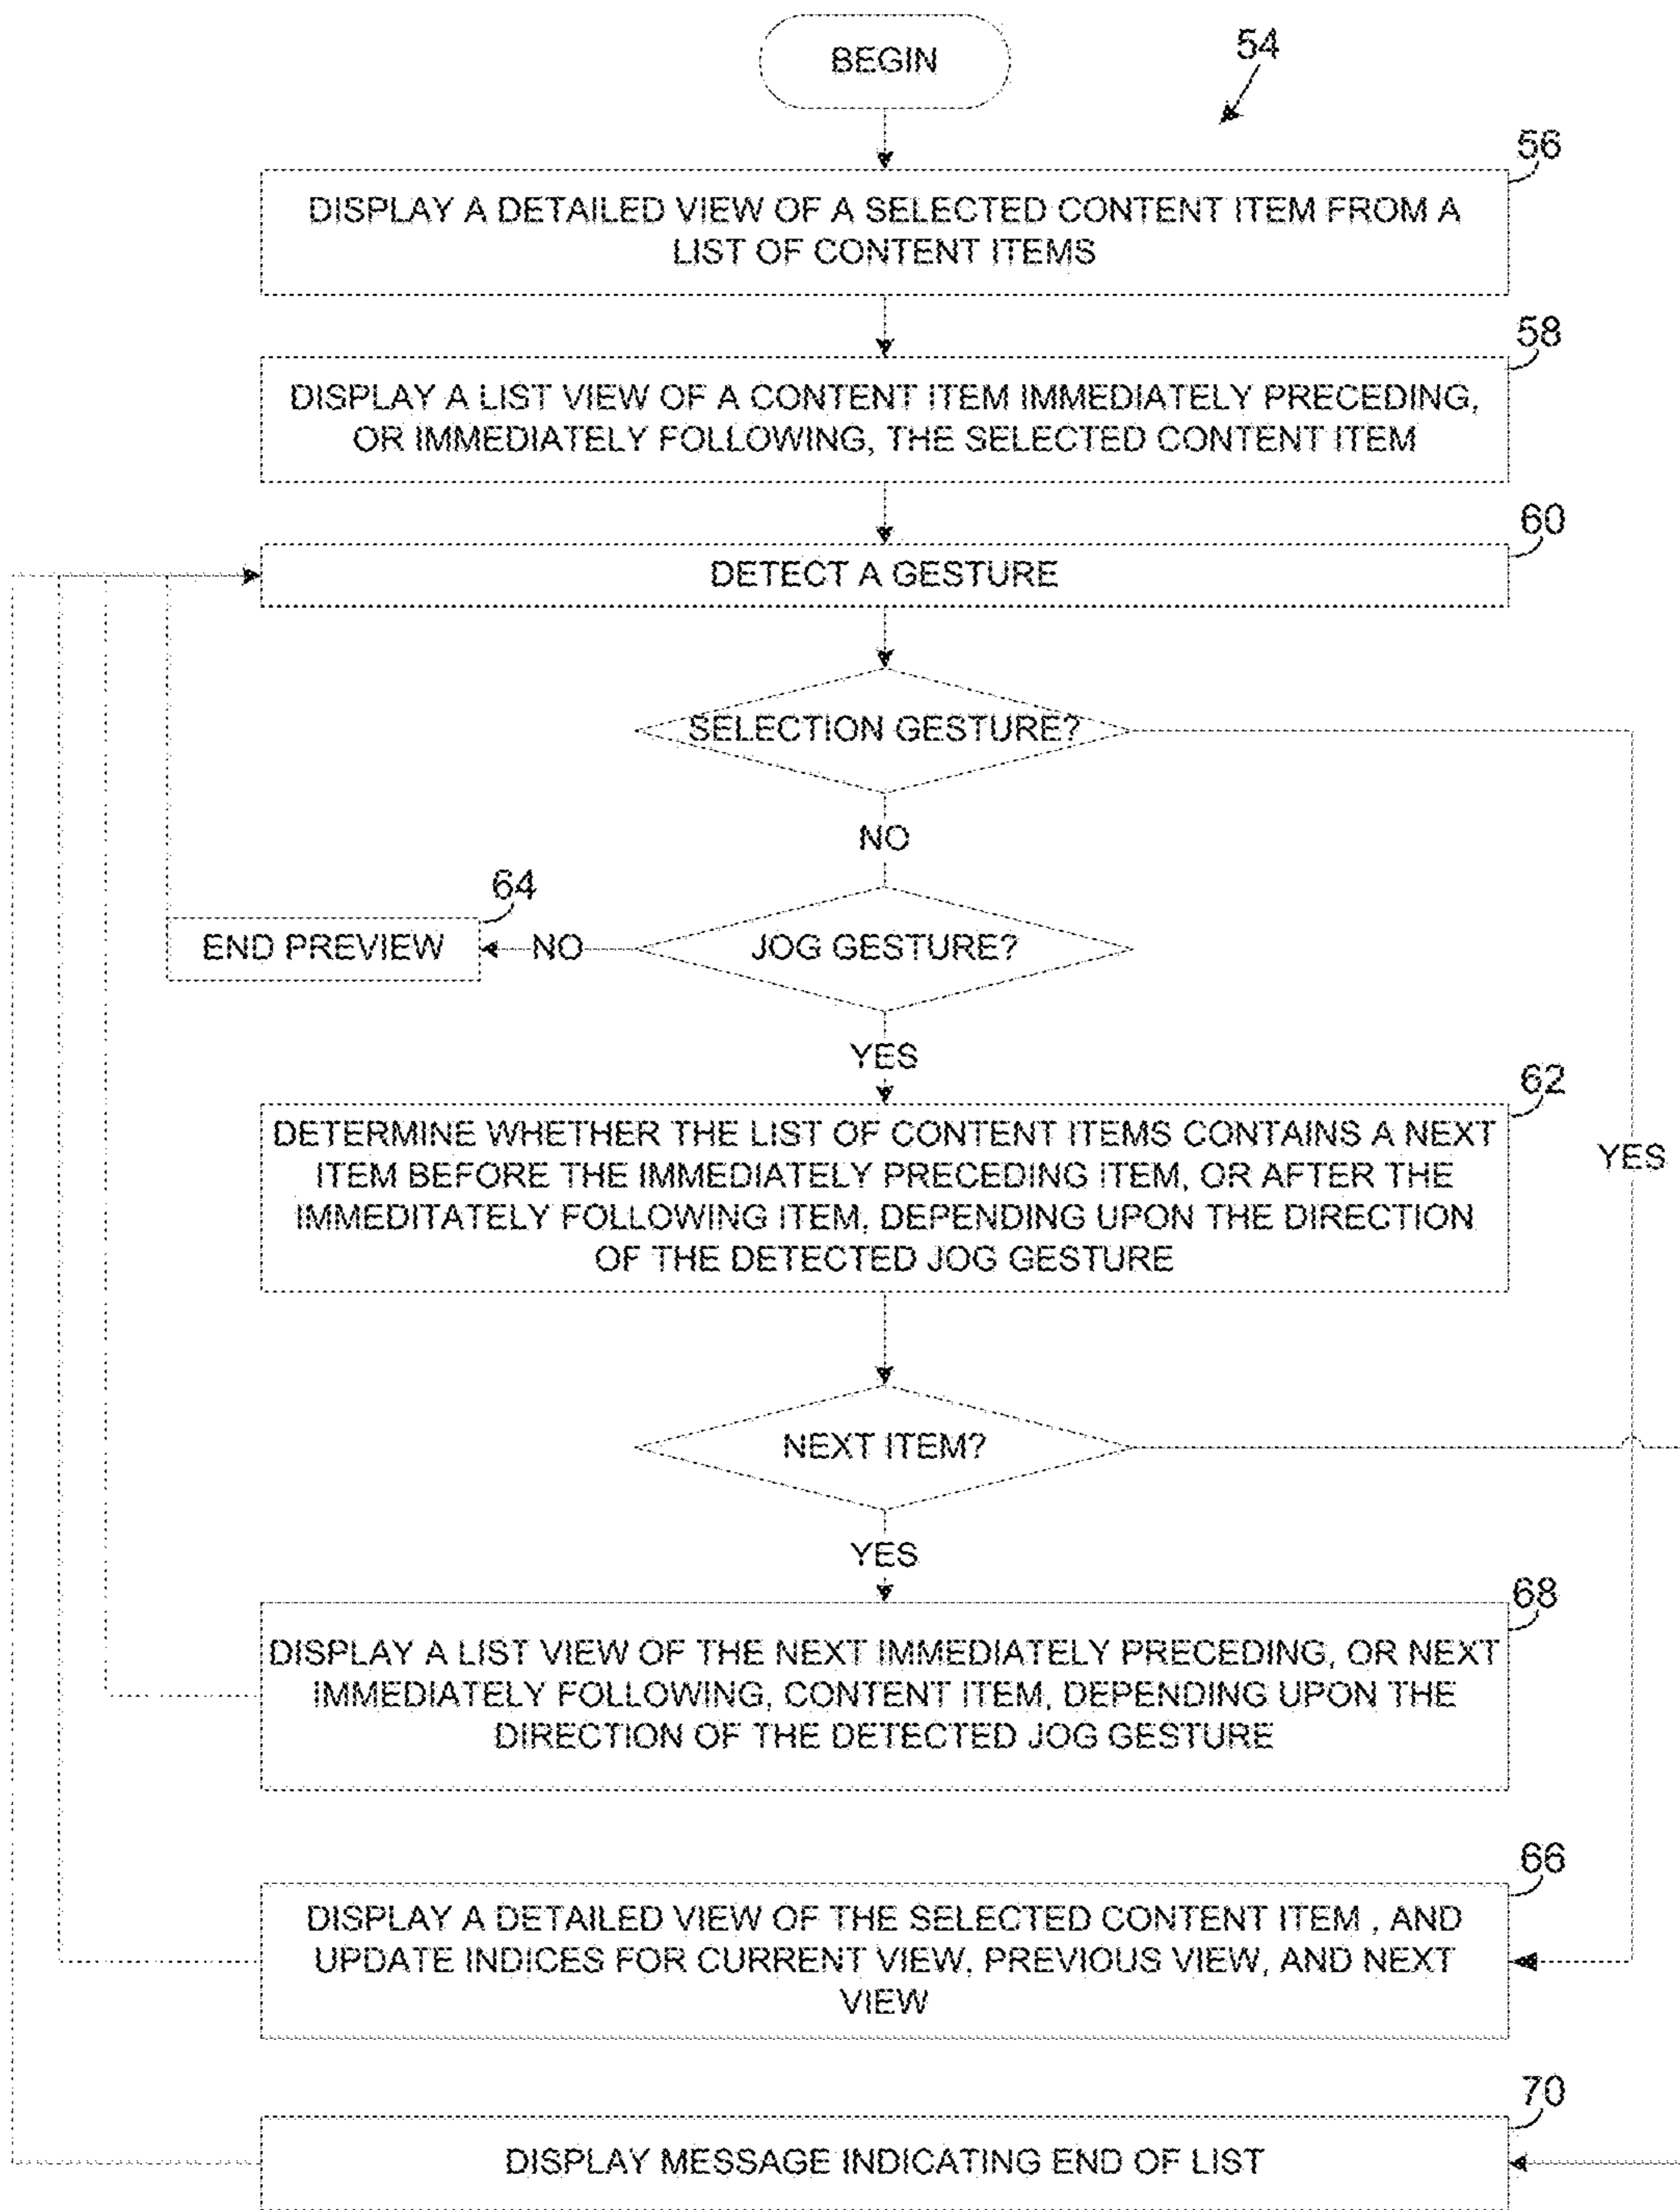 BEGIN
54
56
DISPLAY A DETAILED VIEW OF A SELECTED CONTENT ITEM FROM A
LIST OF CONTENT ITEMS
58
DISPLAY A LIST VIEW OF A CONTENT ITEM IMMEDIATELY PRECEDING,
OR IMMEDIATELY FOLLOWING, THE SELECTED CONTENT ITEM
60
DETECT A GESTURE
SELECTION GESTURE?
NO
64
END PREVIEW
NO
JOG GESTURE?
YES
62
DETERMINE WHETHER THE LIST OF CONTENT ITEMS CONTAINS A NEXT
ITEM BEFORE THE IMMEDIATELY PRECEDING ITEM, OR AFTER THE
IMMEDITATELY FOLLOWING ITEM, DEPENDING UPON THE DIRECTION
OF THE DETECTED JOG GESTURE
YES
NEXT ITEM?
YES
68
DISPLAY A LIST VIEW OF THE NEXT IMMEDIATELY PRECEDING, OR NEXT
IMMEDIATELY FOLLOWING, CONTENT ITEM, DEPENDING UPON THE
DIRECTION OF THE DETECTED JOG GESTURE
66
DISPLAY A DETAILED VIEW OF THE SELECTED CONTENT ITEM , AND
UPDATE INDICES FOR CURRENT VIEW, PREVIOUS VIEW, AND NEXT
VIEW
70
DISPLAY MESSAGE INDICATING END OF LIST